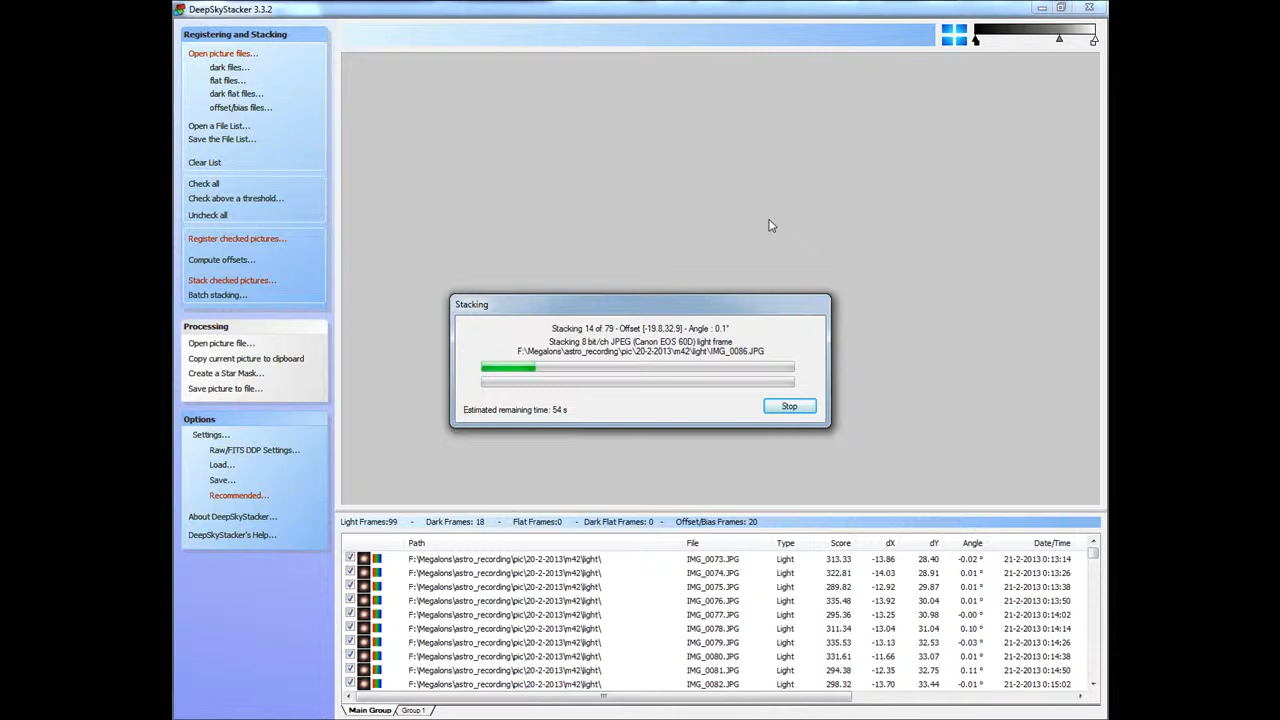 DeepSkyStacker 3.3.2
Registering and Stacking
Open picture files...
dark files...
flat files...
dark flat files...
offset/bias files...
Open a File List...
Save the File List...
Clear List
Check all
Check above a threshold...
Uncheck all
Register checked pictures...
Compute offsets...
Stack checked pictures...
Batch stacking...
Processing
Open picture file...
Copy current picture to clipboard
Create a Star Mask...
Save picture to file...
Options
Settings...
Raw/FITS DDP Settings...
Load...
Save...
Recommended...
About DeepSkyStacker...
DeepSkyStacker's Help...
Stacking
Stacking 14 of 79 - Offset [-19.8,32.9] - Angle : 0.1°
Stacking 8 bit/ch JPEG (Canon EOS 60D) light frame
F:\Megalons\astro_recording\pic\20-2-2013\m42\light\IMG_0086.JPG
Estimated remaining time: 54 s
Stop
Light Frames:99 - Dark Frames: 18 - Flat Frames:0 - Dark Flat Frames: 0 - Offset/Bias Frames: 20
Path File Type Score dX dY Angle Date/Time
F:\Megalons\astro_recording\pic\20-2-2013\m42\light\ IMG_0073.JPG Light 313.33 -13.86 28.40 -0.02 ° 21-2-2013 0:13:14
F:\Megalons\astro_recording\pic\20-2-2013\m42\light\ IMG_0074.JPG Light 322.81 -14.03 28.91 0.01 ° 21-2-2013 0:13:26
F:\Megalons\astro_recording\pic\20-2-2013\m42\light\ IMG_0075.JPG Light 289.82 -12.92 29.87 0.01 ° 21-2-2013 0:13:38
F:\Megalons\astro_recording\pic\20-2-2013\m42\light\ IMG_0076.JPG Light 335.48 -13.92 30.04 0.01 ° 21-2-2013 0:13:50
F:\Megalons\astro_recording\pic\20-2-2013\m42\light\ IMG_0077.JPG Light 295.36 -13.25 30.98 -0.00 ° 21-2-2013 0:14:02
F:\Megalons\astro_recording\pic\20-2-2013\m42\light\ IMG_0078.JPG Light 311.34 -13.04 31.04 0.10 ° 21-2-2013 0:14:14
F:\Megalons\astro_recording\pic\20-2-2013\m42\light\ IMG_0079.JPG Light 335.53 -13.13 32.53 -0.03 ° 21-2-2013 0:14:26
F:\Megalons\astro_recording\pic\20-2-2013\m42\light\ IMG_0080.JPG Light 331.61 -11.66 33.07 0.01 ° 21-2-2013 0:14:38
F:\Megalons\astro_recording\pic\20-2-2013\m42\light\ IMG_0081.JPG Light 294.38 -12.35 32.75 0.11 ° 21-2-2013 0:14:50
F:\Megalons\astro_recording\pic\20-2-2013\m42\light\ IMG_0082.JPG Light 298.32 -13.70 33.44 -0.01 ° 21-2-2013 0:15:02
Main Group Group 1